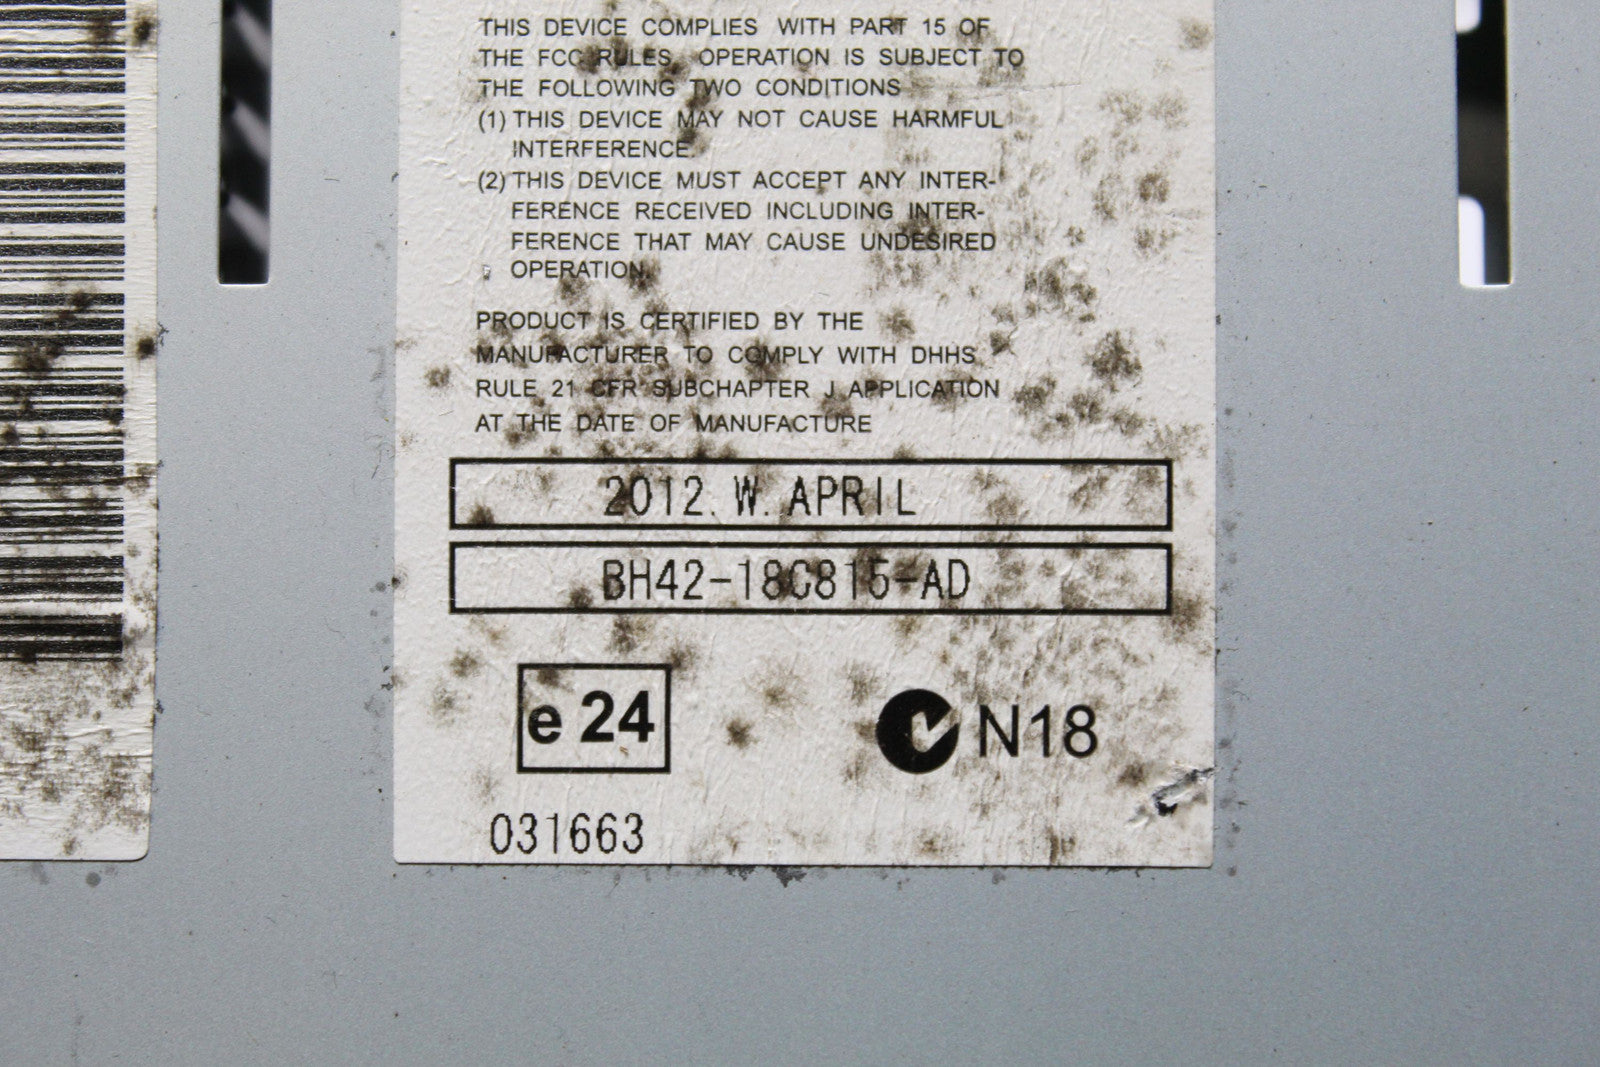 THIS DEVICE COMPLIES WITH PART 15 OF
THE FCC RULES. OPERATION IS SUBJECT TO
THE FOLLOWING TWO CONDITIONS
(1) THIS DEVICE MAY NOT CAUSE HARMFUL
INTERFERENCE.
(2) THIS DEVICE MUST ACCEPT ANY INTER-
FERENCE RECEIVED INCLUDING INTER-
FERENCE THAT MAY CAUSE UNDESIRED
OPERATION.
PRODUCT IS CERTIFIED BY THE
MANUFACTURER TO COMPLY WITH DHHS
RULE 21 CFR SUBCHAPTER J APPLICATION
AT THE DATE OF MANUFACTURE
2012. W. APRIL
BH42-18C815-AD
e 24
N18
031663